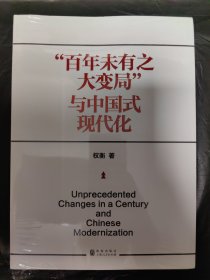 “百年未有之
大变局”
与中国式
现代化
权衡 著
Unprecedented
Changes in a Century
and
Chinese
Modernization